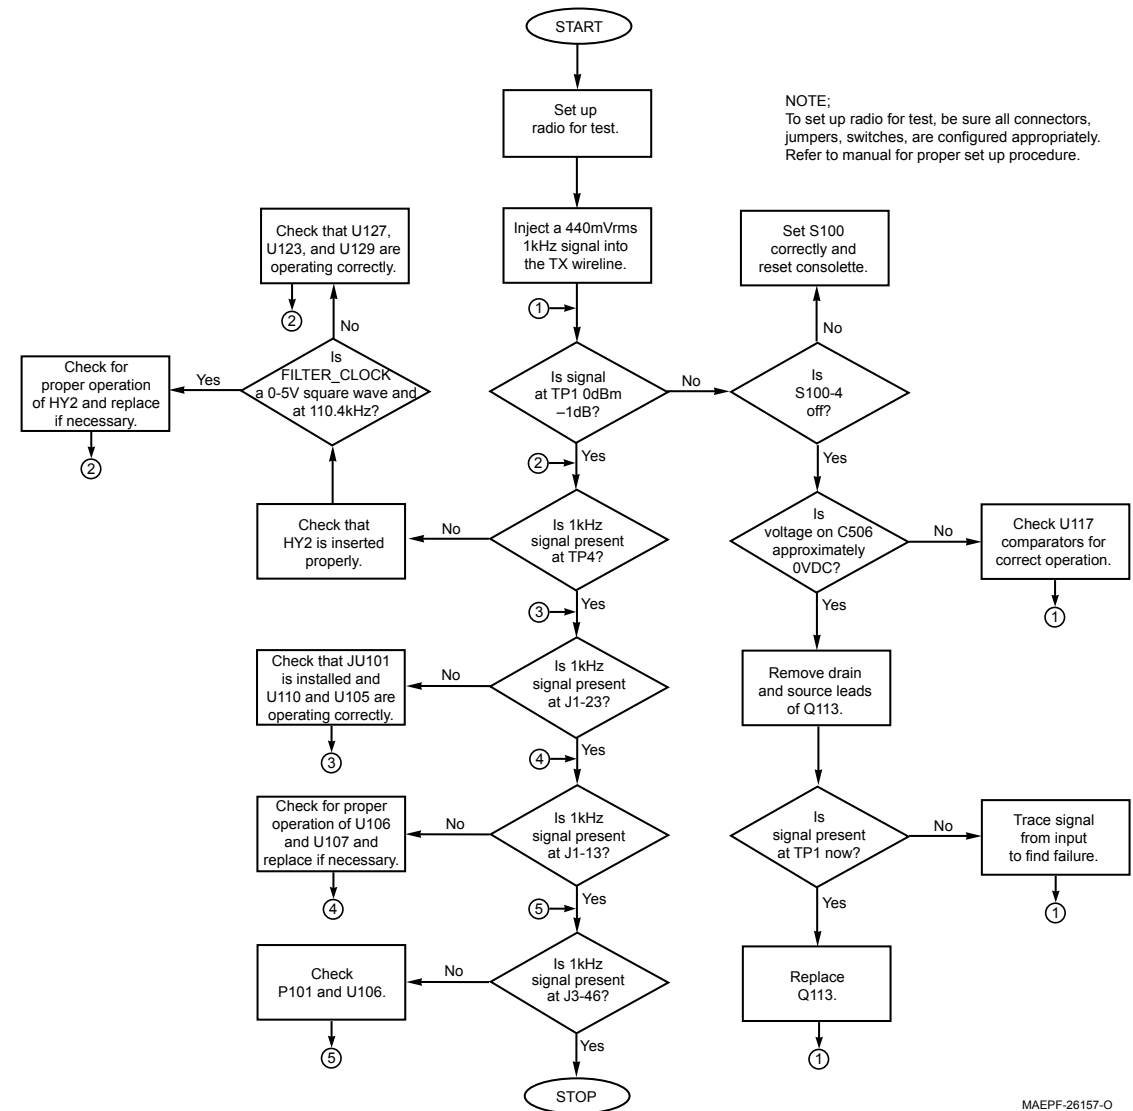 START
Set up
radio for test.
NOTE;
To set up radio for test, be sure all connectors,
jumpers, switches, are configured appropriately.
Refer to manual for proper set up procedure.
Check that U127,
U123, and U129 are
operating correctly.
Inject a 440mVrms
1kHz signal into
the TX wireline.
Set S100
correctly and
reset consolette.
1
2
No
No
Check for
proper operation
of HY2 and replace
if necessary.
Yes
Is
FILTER_CLOCK
a 0-5V square wave and
at 110.4kHz?
Is signal
at TP1 0dBm
–1dB?
No
Is
S100-4
off?
2
2
Yes
Yes
Check that
HY2 is inserted
properly.
No
Is 1kHz
signal present
at TP4?
Is
voltage on C506
approximately
0VDC?
No
Check U117
comparators for
correct operation.
3
Yes
Yes
1
Check that JU101
is installed and
U110 and U105 are
operating correctly.
No
Is 1kHz
signal present
at J1-23?
Remove drain
and source leads
of Q113.
3
4
Yes
Check for proper
operation of U106
and U107 and
replace if necessary.
No
Is 1kHz
signal present
at J1-13?
Is
signal present
at TP1 now?
No
Trace signal
from input
to find failure.
4
5
Yes
Yes
1
Check
P101 and U106.
No
Is 1kHz
signal present
at J3-46?
Replace
Q113.
5
Yes
1
STOP
MAEPF-26157-O